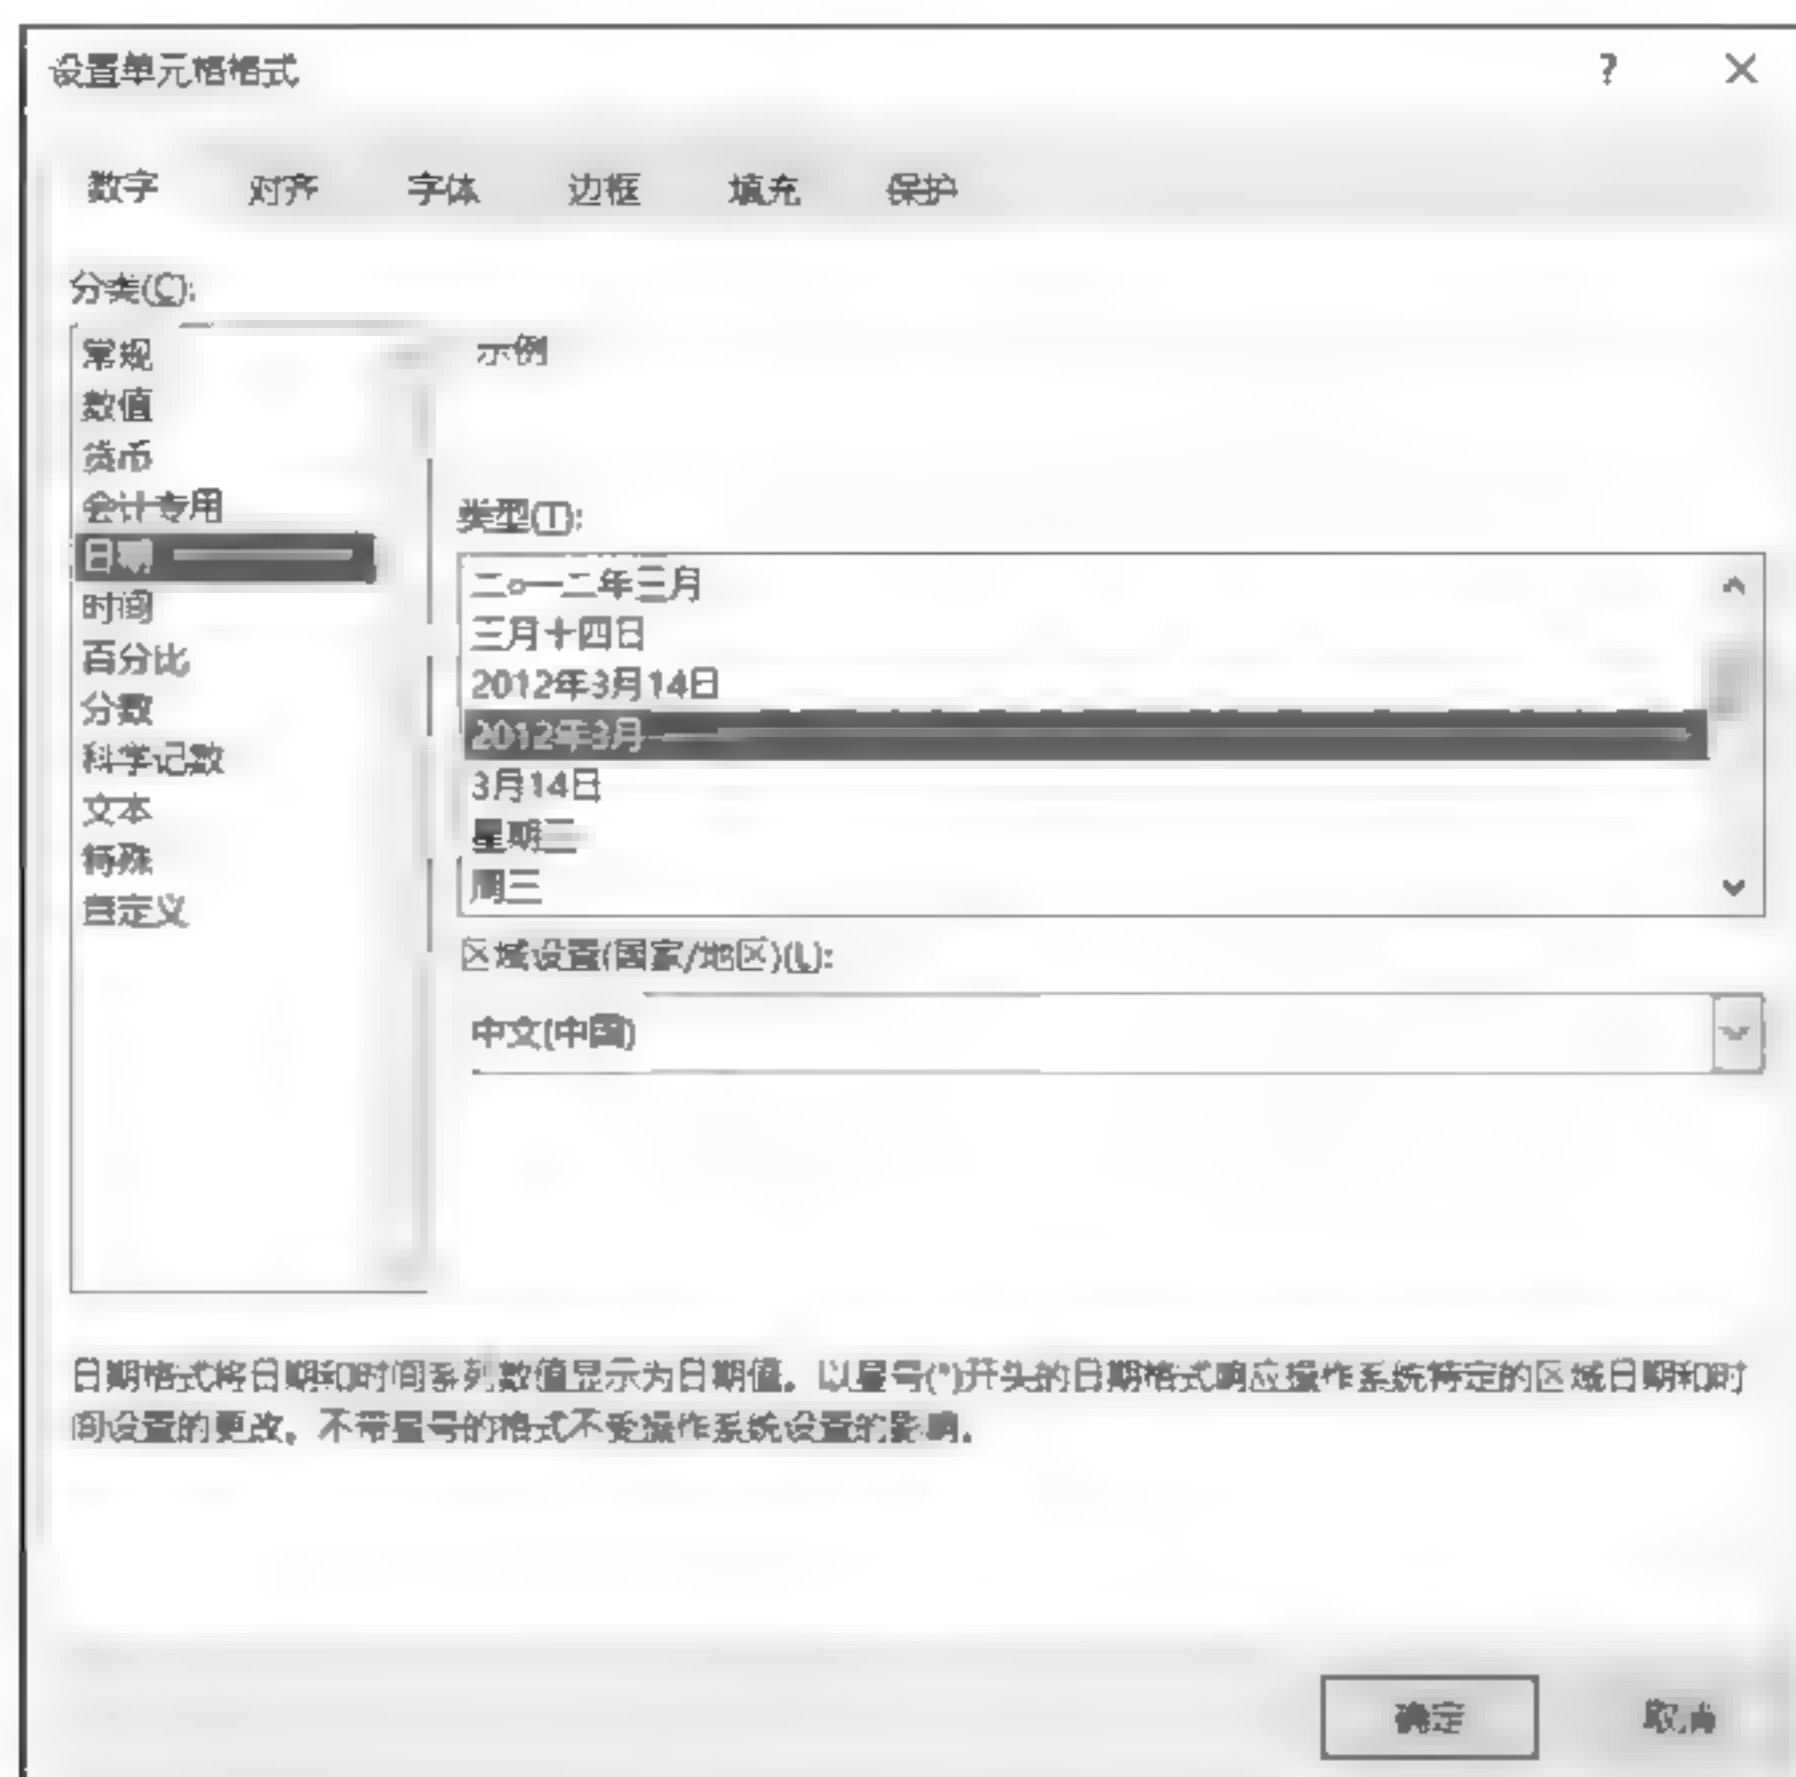 设置单元格格式
?
数字 对齐 字体 边框 填充 保护
分类(C):
常规
数值
货币
会计专用
日期
时间
百分比
分数
科学记数
文本
特殊
自定义
示例
类型(T):
二○一二年三月
三月十四日
2012年3月14日
2012年3月
3月14日
星期三
周三
区域设置(国家/地区)(L):
中文(中国)
日期格式将日期和时间系列数值显示为日期值。以星号(*)开头的日期格式响应操作系统特定的区域日期和时
间设置的更改。不带星号的格式不受操作系统设置的影响。
确定 取消